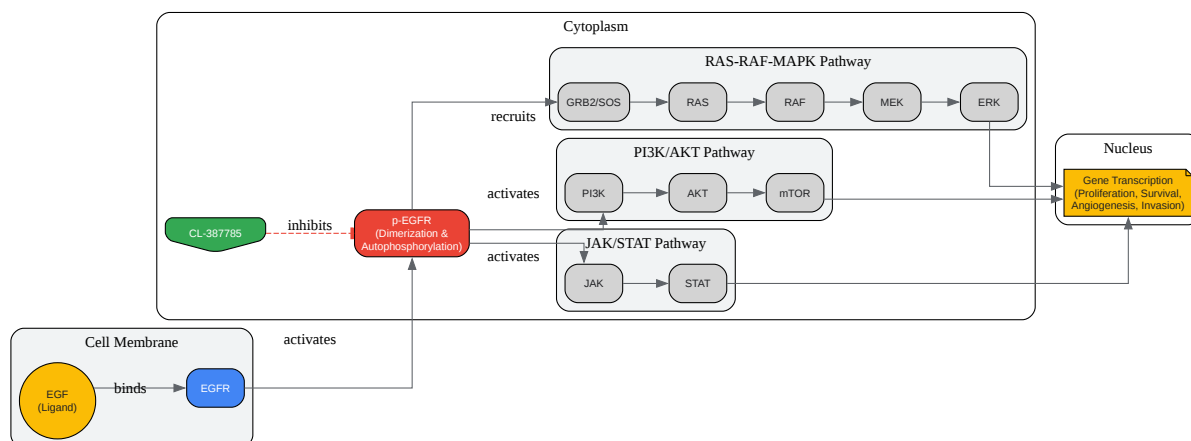 Cytoplasm
RAS-RAF-MAPK Pathway
GRB2/SOS
RAS
RAF
MEK
ERK
recruits
Nucleus
PI3K/AKT Pathway
Gene Transcription
(Proliferation, Survival,
Angiogenesis, Invasion)
activates
PI3K
AKT
mTOR
CL-387785
inhibits
p-EGFR
(Dimerization &
Autophosphorylation)
JAK/STAT Pathway
activates
JAK
STAT
Cell Membrane
activates
EGF
(Ligand)
binds
EGFR